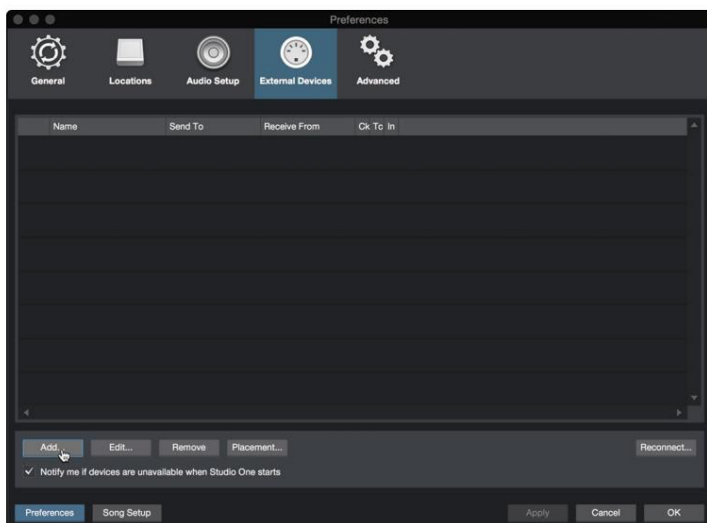 Preferences
General Locations Audio Setup External Devices Advanced
Name Send To Receive From Ck Tc In
Add... Edit... Remove Placement... Reconnect...
Notify me if devices are unavailable when Studio One starts
Preferences Song Setup Apply Cancel OK